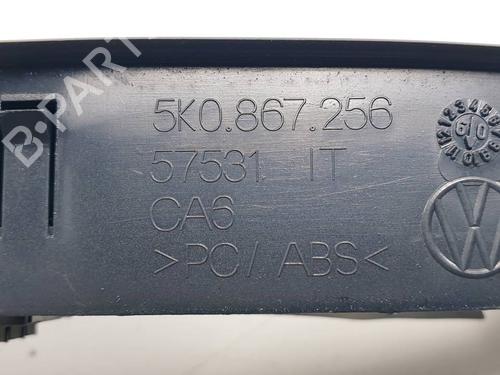 5K0.867.256
57531 IT
CA6
>PC/ABS<
B-PARTS